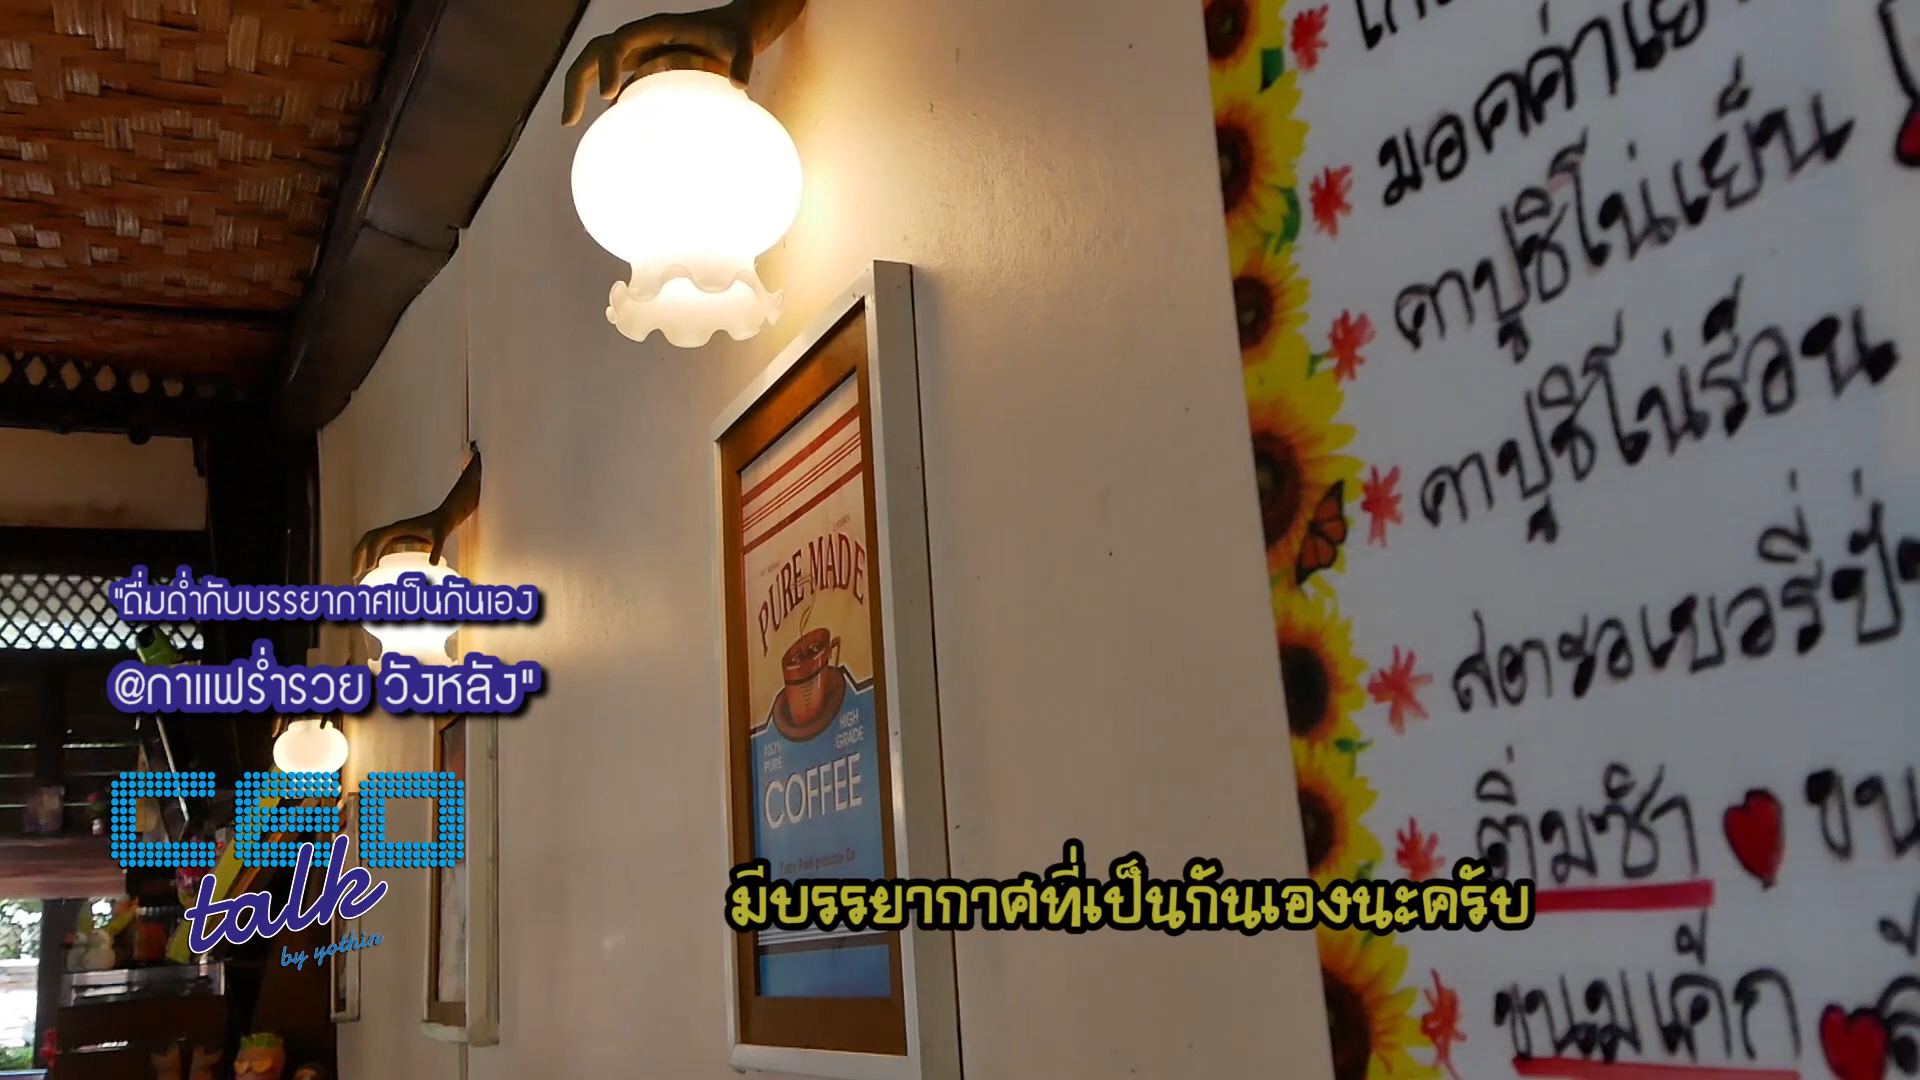 มอคค่าเย็น
คาปูชิโน่เย็น
คาปูชิโน่ร้อน
สตรอเบอรี่ปั่น
ติ่มซำ
ขนมเค้ก
PURE MADE
100% PURE
HIGH GRADE
COFFEE
"ดื่มด่ำกับบรรยากาศเป็นกันเอง
@กาแฟร่ำรวย วังหลัง"
CEO
talk
by yothin
มีบรรยากาศที่เป็นกันเองนะครับ